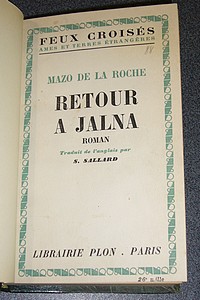 FEUX CROISÉS
AMES ET TERRES ÉTRANGÈRES
MAZO DE LA ROCHE
RETOUR
A JALNA
ROMAN
Traduit de l'anglais par
S. SALLARD
LIBRAIRIE PLON . PARIS